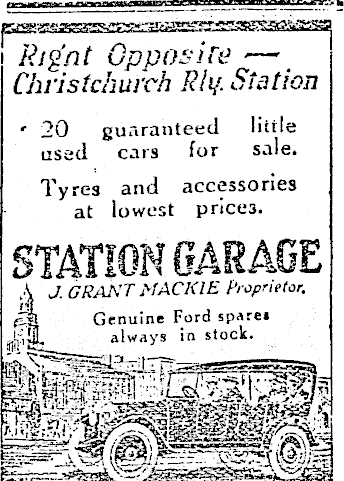 Right Opposite —
Christchurch Rly. Station
20 guaranteed little
used cars for sale.
Tyres and accessories
at lowest prices.
STATION GARAGE
J. GRANT MACKIE Proprietor.
Genuine Ford spares
always in stock.